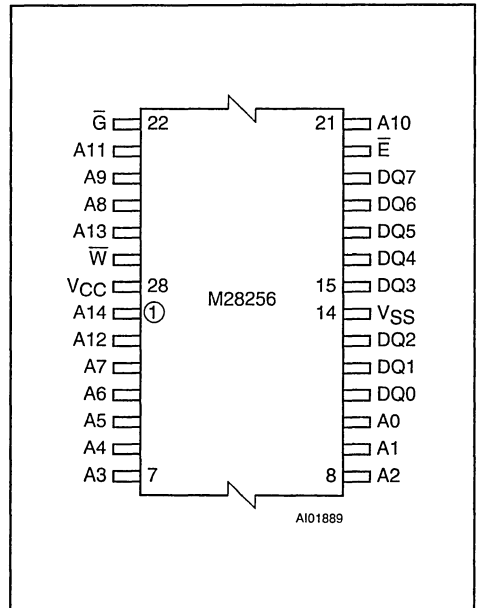 G̅ 22 21 A10
A11 E̅
A9 DQ7
A8 DQ6
A13 DQ5
W̅ DQ4
VCC 28 15 DQ3
M28256
A14 1 14 VSS
A12 DQ2
A7 DQ1
A6 DQ0
A5 A0
A4 A1
A3 7 8 A2
AI01889